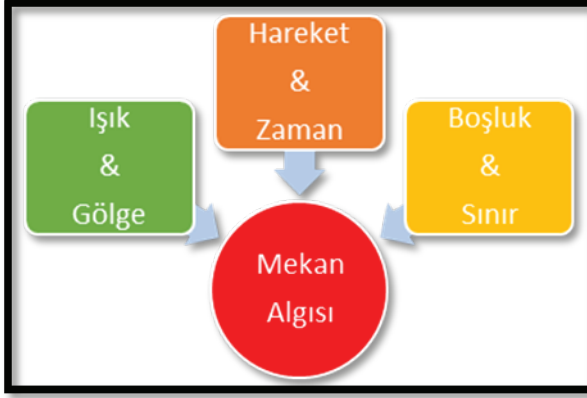 Hareket
&
Zaman
Işık
&
Gölge
Boşluk
&
Sınır
Mekan
Algısı